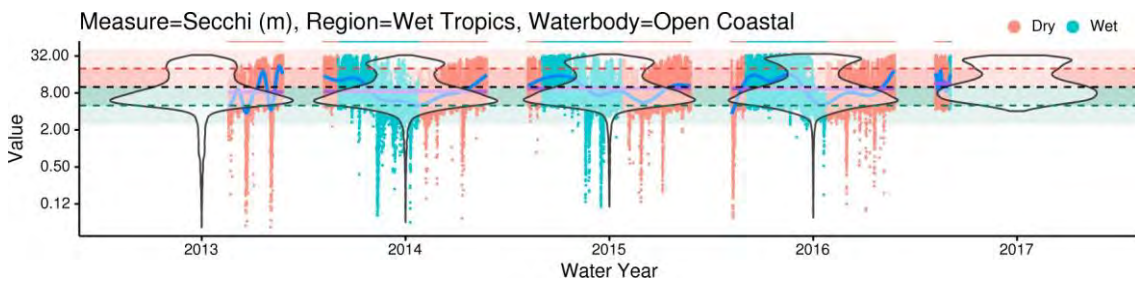 Measure=Secchi (m), Region=Wet Tropics, Waterbody=Open Coastal
Dry
Wet
32.00
8.00
2.00
0.50
0.12
Value
2013
2014
2015
2016
2017
Water Year